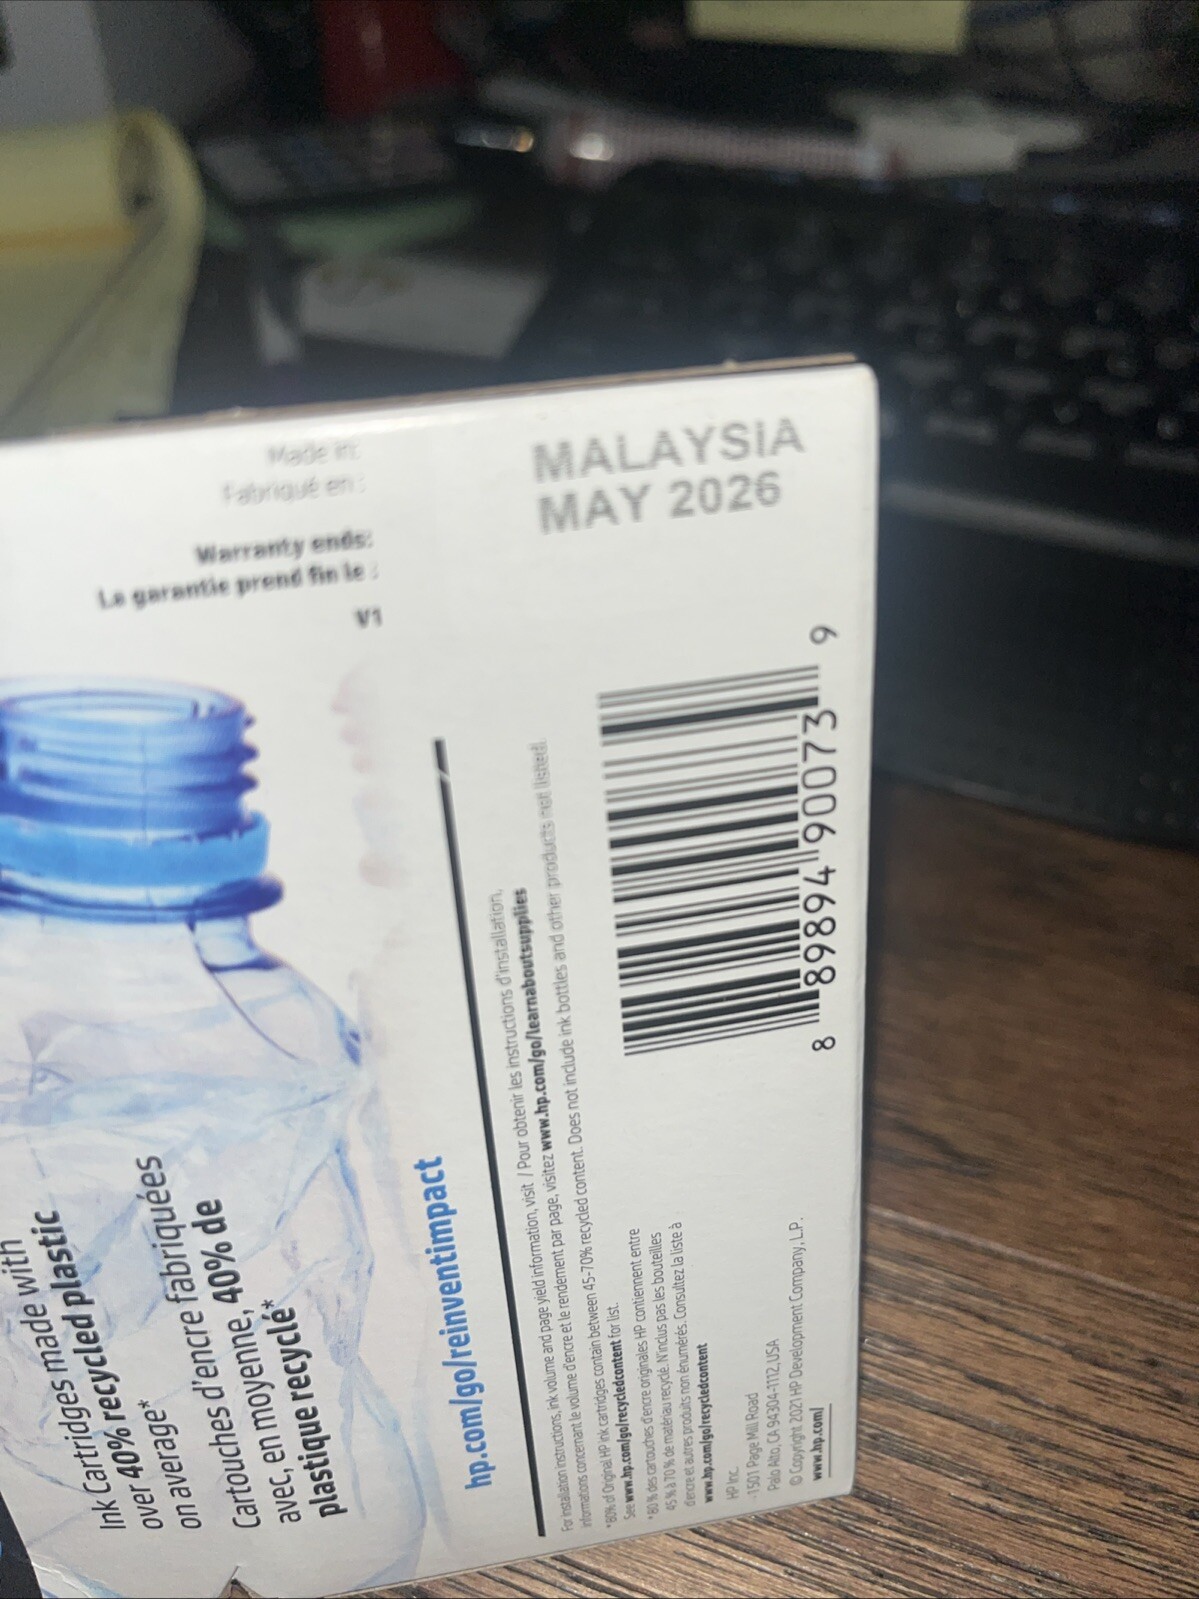 Made in:
Fabriqué en :
MALAYSIA
Warranty ends:
La garantie prend fin le :
MAY 2026
V1
Ink Cartridges made with
over 40% recycled plastic
on average*
Cartouches d'encre fabriquées
avec, en moyenne, 40% de
plastique recyclé*
hp.com/go/reinventimpact
For installation instructions, ink volume and page yield information, visit / Pour obtenir les instructions d'installation,
informations concernant le volume d'encre et le rendement par page, visitez www.hp.com/go/learnaboutsupplies
*80% of Original HP ink cartridges contain between 45-70% recycled content. Does not include ink bottles and other products not listed.
See www.hp.com/go/recycledcontent for list.
*80 % des cartouches d'encre originales HP contiennent entre
45 % à 70 % de matériau recyclé. N'inclus pas les bouteilles
d'encre et autres produits non énumérés. Consultez la liste à
www.hp.com/go/recycledcontent
HP Inc.
1501 Page Mill Road
Palo Alto, CA 94304-1112, USA
© Copyright 2021 HP Development Company, L.P.
www.hp.com/
8 89894 90073 9